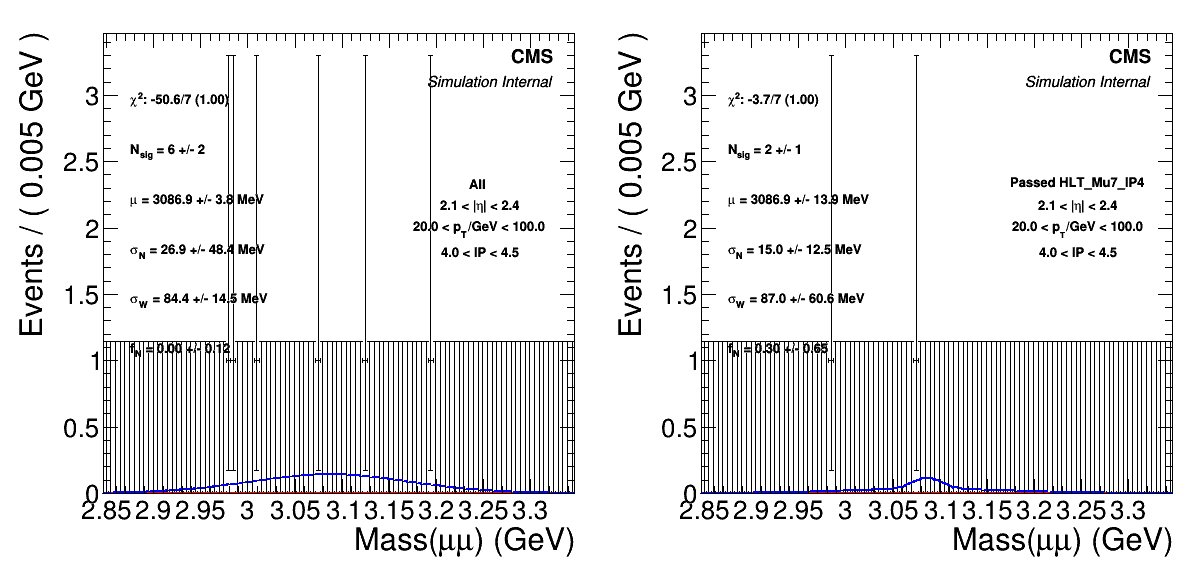 CMS
Simulation Internal
χ²: -50.6/7 (1.00)
N_sig = 6 +/- 2
μ = 3086.9 +/- 3.8 MeV
σ_N = 26.9 +/- 48.4 MeV
σ_W = 84.4 +/- 14.5 MeV
f_N = 0.00 +/- 0.12
All
2.1 < |η| < 2.4
20.0 < p_T/GeV < 100.0
4.0 < IP < 4.5
Events / ( 0.005 GeV )
3
2.5
2
1.5
1
0.5
0
2.85 2.9 2.95 3 3.05 3.1 3.15 3.2 3.25 3.3
Mass(μμ) (GeV)
CMS
Simulation Internal
χ²: -3.7/7 (1.00)
N_sig = 2 +/- 1
μ = 3086.9 +/- 13.9 MeV
σ_N = 15.0 +/- 12.5 MeV
σ_W = 87.0 +/- 60.6 MeV
f_N = 0.30 +/- 0.65
Passed HLT_Mu7_IP4
2.1 < |η| < 2.4
20.0 < p_T/GeV < 100.0
4.0 < IP < 4.5
Events / ( 0.005 GeV )
3
2.5
2
1.5
1
0.5
0
2.85 2.9 2.95 3 3.05 3.1 3.15 3.2 3.25 3.3
Mass(μμ) (GeV)